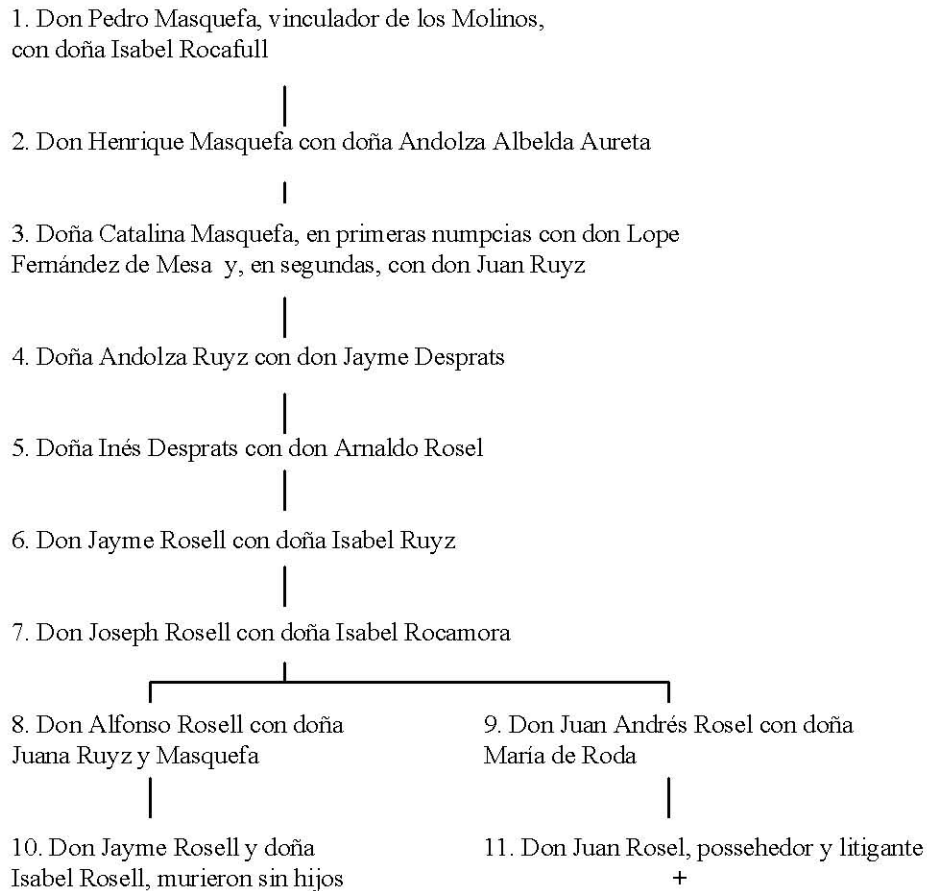 1. Don Pedro Masquefa, vinculador de los Molinos,
con doña Isabel Rocafull
2. Don Henrique Masquefa con doña Andolza Albelda Aureta
3. Doña Catalina Masquefa, en primeras numpcias con don Lope
Fernández de Mesa y, en segundas, con don Juan Ruyz
4. Doña Andolza Ruyz con don Jayme Desprats
5. Doña Inés Desprats con don Arnaldo Rosel
6. Don Jayme Rosell con doña Isabel Ruyz
7. Don Joseph Rosell con doña Isabel Rocamora
8. Don Alfonso Rosell con doña
Juana Ruyz y Masquefa
9. Don Juan Andrés Rosel con doña
María de Roda
10. Don Jayme Rosell y doña
Isabel Rosell, murieron sin hijos
11. Don Juan Rosel, possehedor y litigante
+